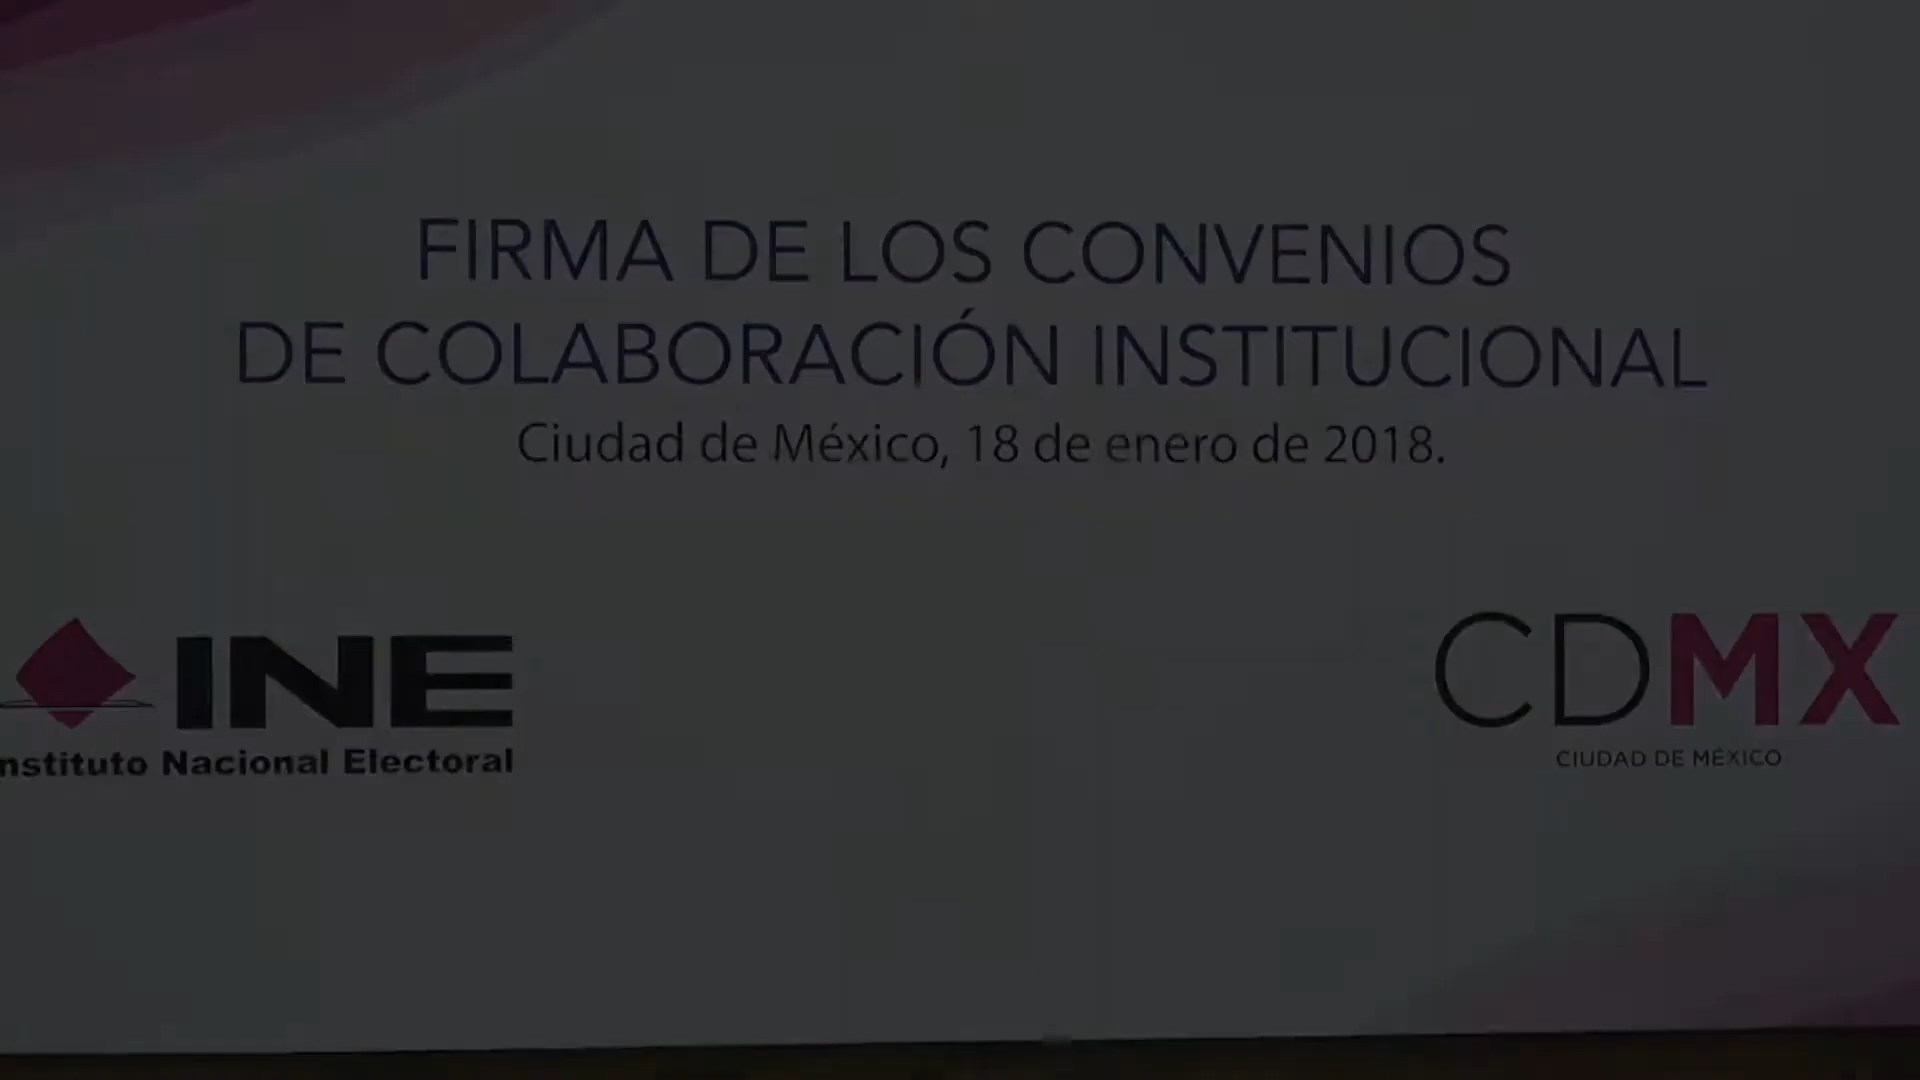 FIRMA DE LOS CONVENIOS
DE COLABORACIÓN INSTITUCIONAL
Ciudad de México, 18 de enero de 2018.
INE
nstituto Nacional Electoral
CDMX
CIUDAD DE MÉXICO